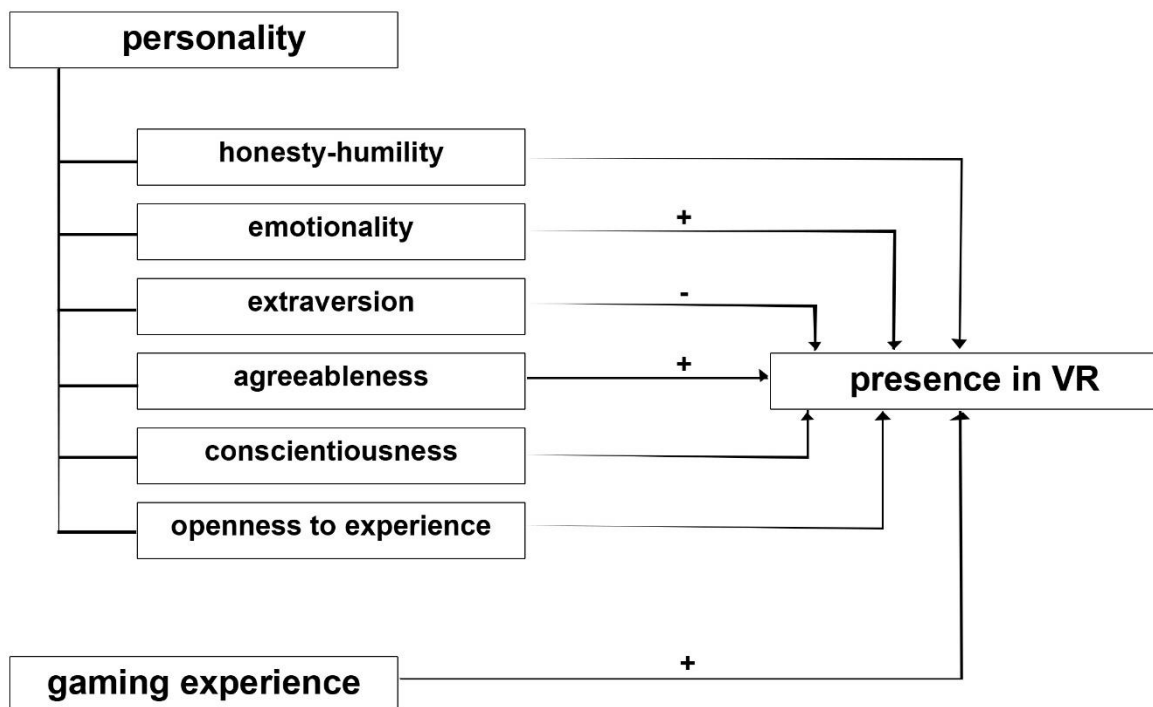 personality
honesty-humility
emotionality
+
extraversion
-
agreeableness
+
presence in VR
conscientiousness
openness to experience
gaming experience
+